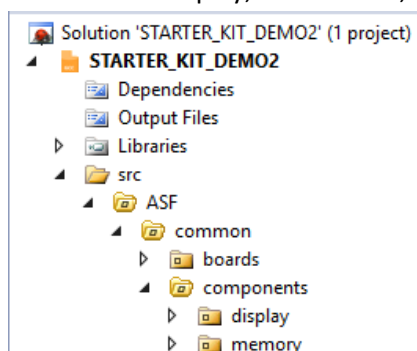 Solution 'STARTER_KIT_DEMO2' (1 project)
STARTER_KIT_DEMO2
Dependencies
Output Files
Libraries
src
ASF
common
boards
components
display
memory